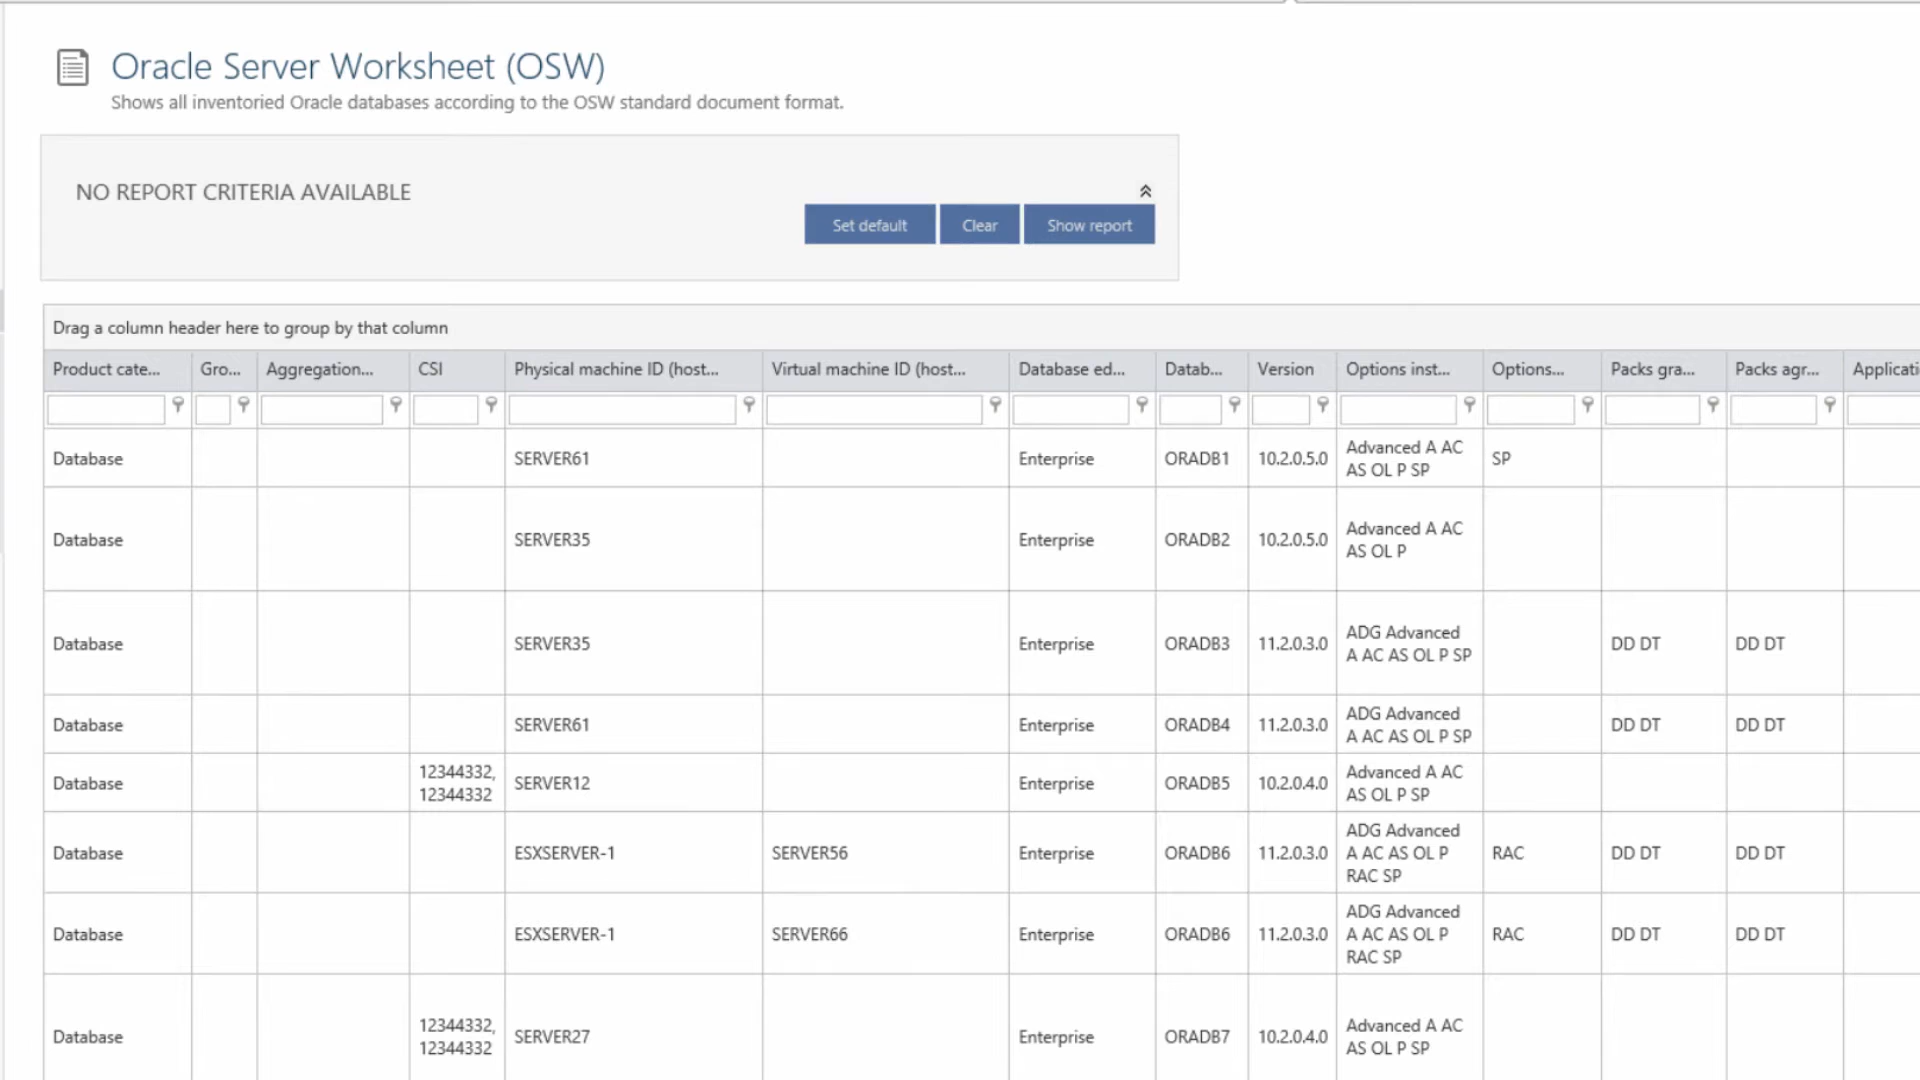 Oracle Server Worksheet (OSW)
Shows all inventoried Oracle databases according to the OSW standard document format.
NO REPORT CRITERIA AVAILABLE
Set default Clear Show report
Drag a column header here to group by that column
Product cate... Gro... Aggregation... CSI Physical machine ID (host... Virtual machine ID (host... Database ed... Datab... Version Options inst... Options... Packs gra... Packs agr... Applicati
Database SERVER61 Enterprise ORADB1 10.2.0.5.0 Advanced A AC SP
AS OL P SP
Database SERVER35 Enterprise ORADB2 10.2.0.5.0 Advanced A AC
AS OL P
Database SERVER35 Enterprise ORADB3 11.2.0.3.0 ADG Advanced DD DT DD DT
A AC AS OL P SP
Database SERVER61 Enterprise ORADB4 11.2.0.3.0 ADG Advanced DD DT DD DT
A AC AS OL P SP
Database 12344332, SERVER12 Enterprise ORADB5 10.2.0.4.0 Advanced A AC
12344332 AS OL P SP
Database ESXSERVER-1 SERVER56 Enterprise ORADB6 11.2.0.3.0 ADG Advanced RAC DD DT DD DT
A AC AS OL P
RAC SP
Database ESXSERVER-1 SERVER66 Enterprise ORADB6 11.2.0.3.0 ADG Advanced RAC DD DT DD DT
A AC AS OL P
RAC SP
Database 12344332, SERVER27 Enterprise ORADB7 10.2.0.4.0 Advanced A AC
12344332 AS OL P SP